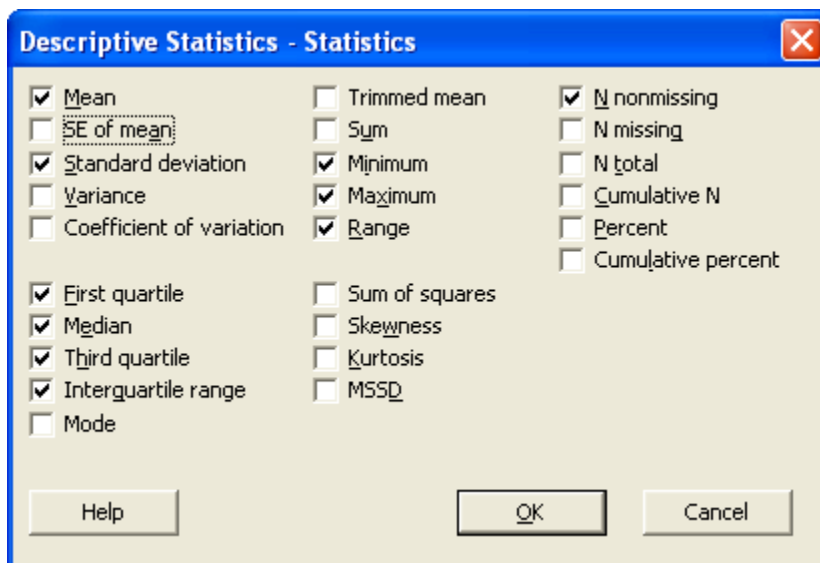 Descriptive Statistics - Statistics
Mean
Trimmed mean
N nonmissing
SE of mean
Sum
N missing
Standard deviation
Minimum
N total
Variance
Maximum
Cumulative N
Coefficient of variation
Range
Percent
Cumulative percent
First quartile
Sum of squares
Median
Skewness
Third quartile
Kurtosis
Interquartile range
MSSD
Mode
Help
OK
Cancel